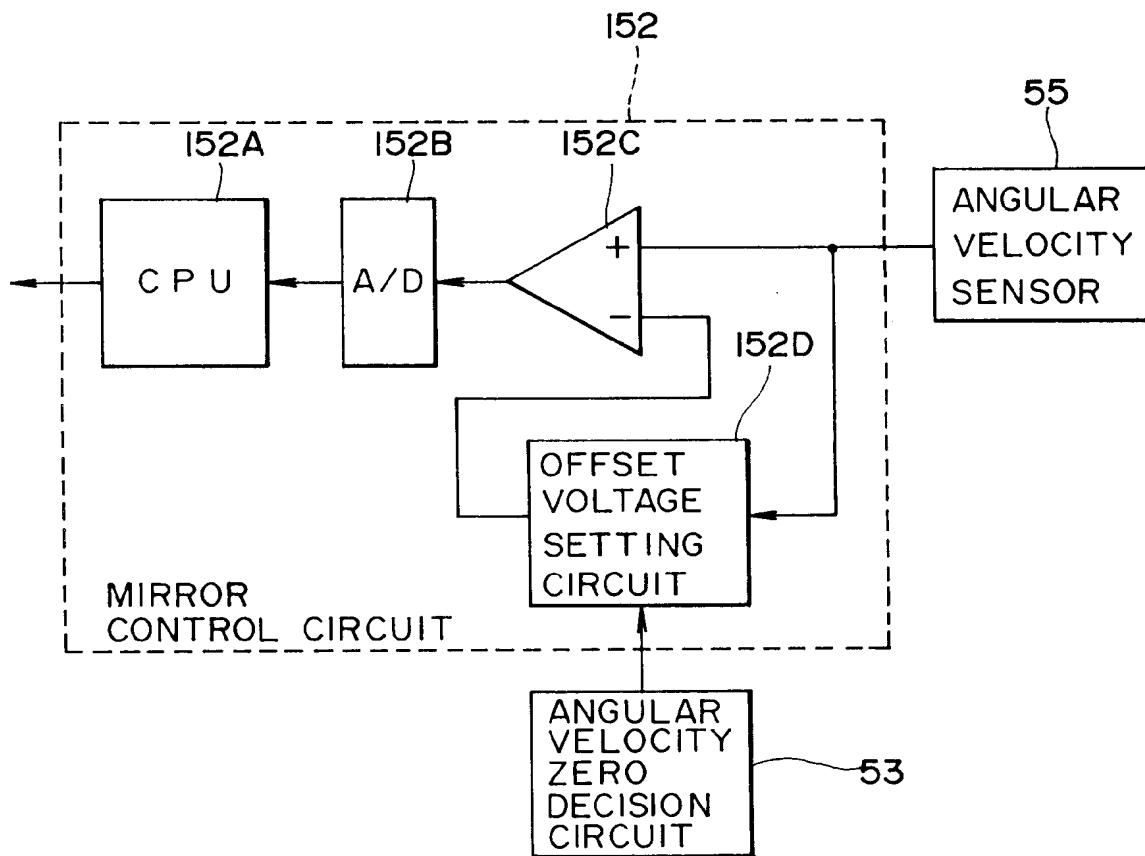 152
55
152A
152B
152C
ANGULAR
VELOCITY
SENSOR
CPU
A/D
+
−
152D
OFFSET
VOLTAGE
SETTING
CIRCUIT
MIRROR
CONTROL CIRCUIT
ANGULAR
VELOCITY
ZERO
DECISION
CIRCUIT
53